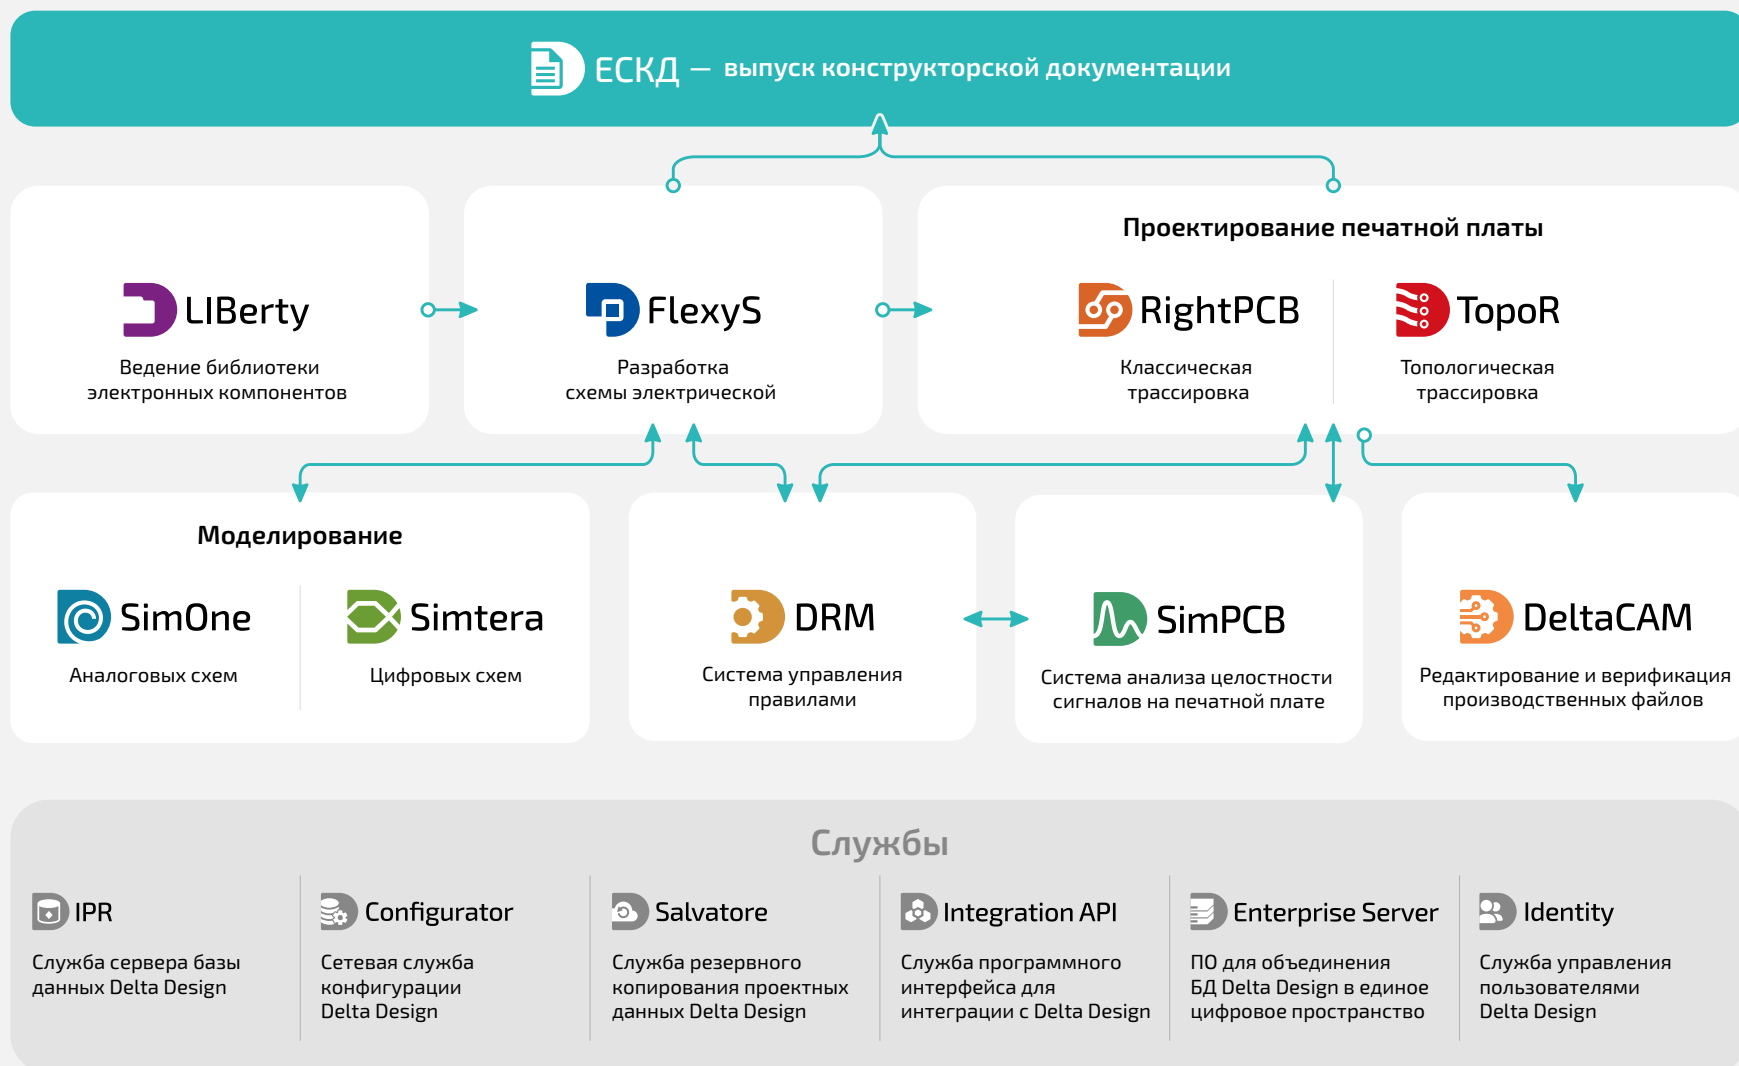 ЕСКД — выпуск конструкторской документации
LIBerty
Ведение библиотеки
электронных компонентов
FlexyS
Разработка
схемы электрической
Проектирование печатной платы
RightPCB
Классическая
трассировка
TopoR
Топологическая
трассировка
Моделирование
SimOne
Аналоговых схем
Simtera
Цифровых схем
DRM
Система управления
правилами
SimPCB
Система анализа целостности
сигналов на печатной плате
DeltaCAM
Редактирование и верификация
производственных файлов
Службы
IPR
Служба сервера базы
данных Delta Design
Configurator
Сетевая служба
конфигурации
Delta Design
Salvatore
Служба резервного
копирования проектных
данных Delta Design
Integration API
Служба программного
интерфейса для
интеграции с Delta Design
Enterprise Server
ПО для объединения
БД Delta Design в единое
цифровое пространство
Identity
Служба управления
пользователями
Delta Design